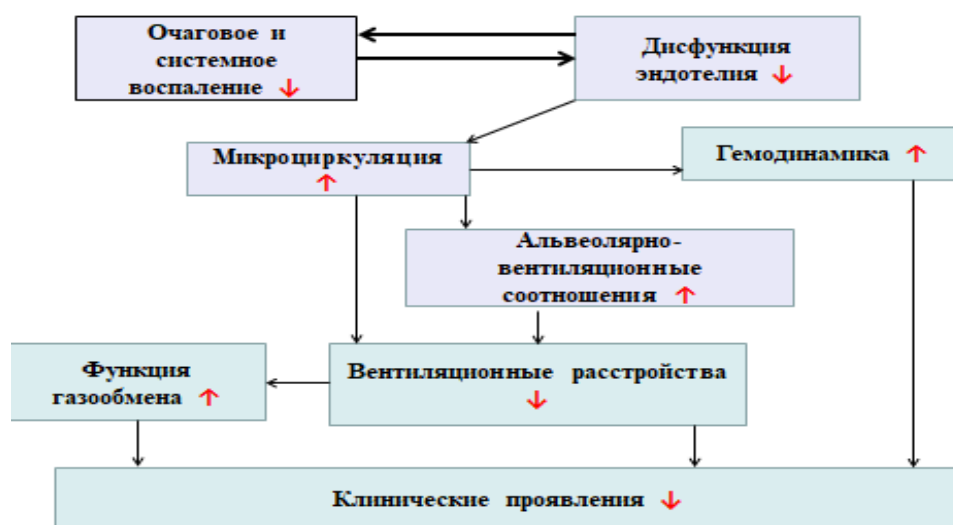 Очаговое и
системное
воспаление ↓
Дисфункция
эндотелия ↓
Микроциркуляция
↑
Гемодинамика ↑
Альвеолярно-
вентиляционные
соотношения ↑
Функция
газообмена ↑
Вентиляционные расстройства
↓
Клинические проявления ↓